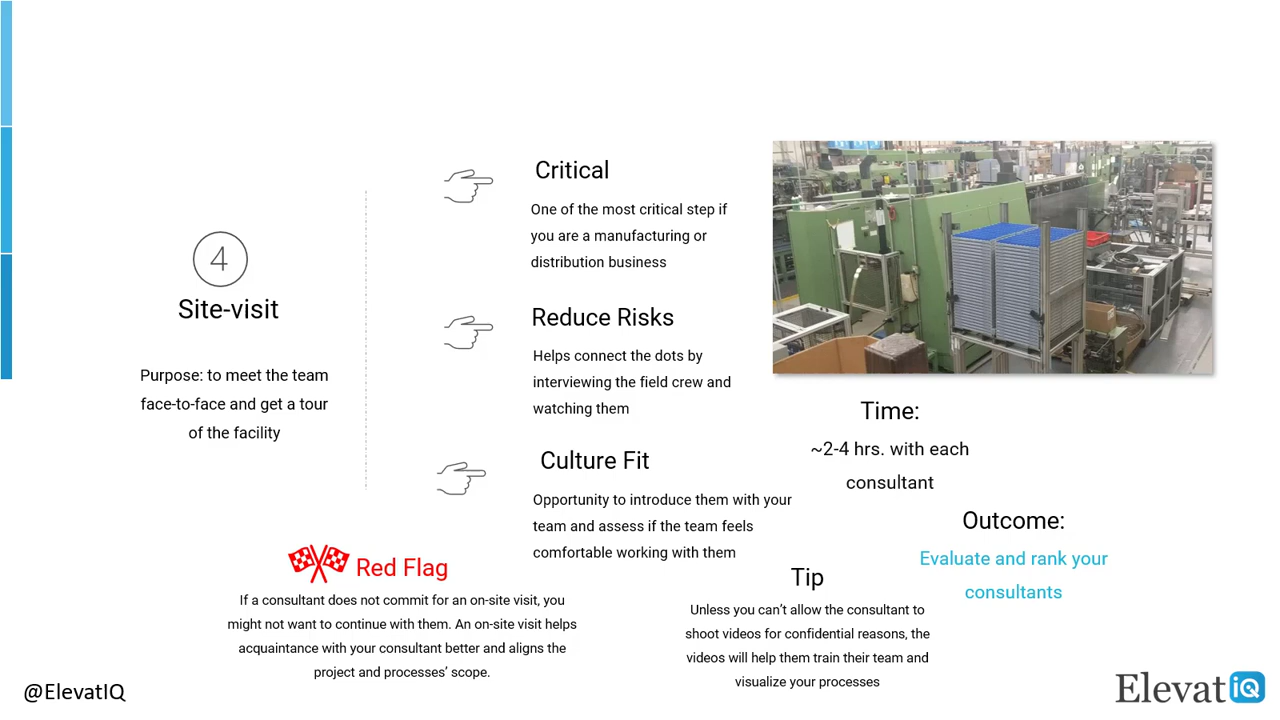 4
Site-visit
Purpose: to meet the team
face-to-face and get a tour
of the facility
Critical
One of the most critical step if
you are a manufacturing or
distribution business
Reduce Risks
Helps connect the dots by
interviewing the field crew and
watching them
Culture Fit
Opportunity to introduce them with your
team and assess if the team feels
comfortable working with them
Time:
~2-4 hrs. with each
consultant
Outcome:
Evaluate and rank your
consultants
Red Flag
If a consultant does not commit for an on-site visit, you
might not want to continue with them. An on-site visit helps
acquaintance with your consultant better and aligns the
project and processes’ scope.
Tip
Unless you can’t allow the consultant to
shoot videos for confidential reasons, the
videos will help them train their team and
visualize your processes
@ElevatIQ
ElevatiQ